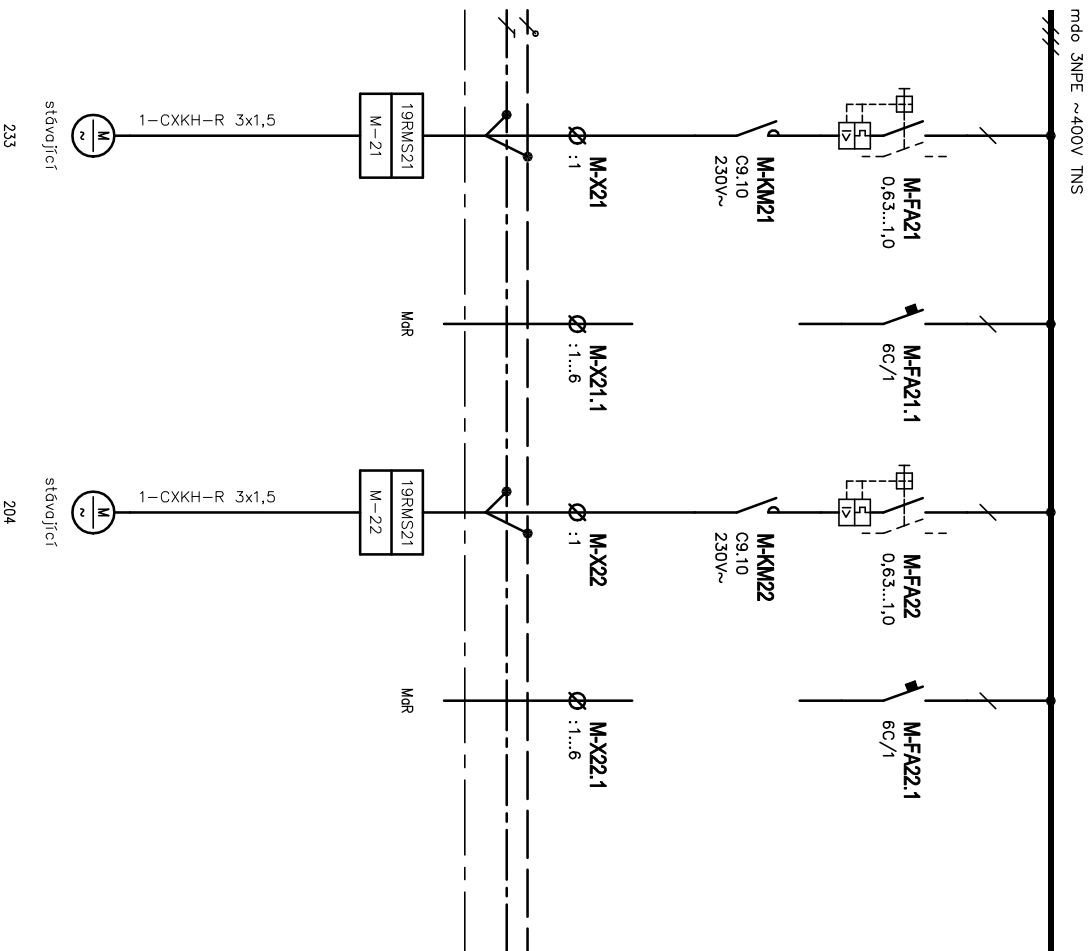 mdo 3NPE ~400V TNS
M-FA21
0,63...1,0
M-FA21.1
6C/1
M-FA22
0,63...1,0
M-FA22.1
6C/1
I>
I>
M-KM21
C9.10
230V~
M-KM22
C9.10
230V~
M-X21
:1
M-X21.1
:1...6
M-X22
:1
M-X22.1
:1...6
19RMS21
M-21
MaR
19RMS21
M-22
MaR
1-CXKH-R 3x1,5
1-CXKH-R 3x1,5
M
~
M
~
stávající
stávající
233
204